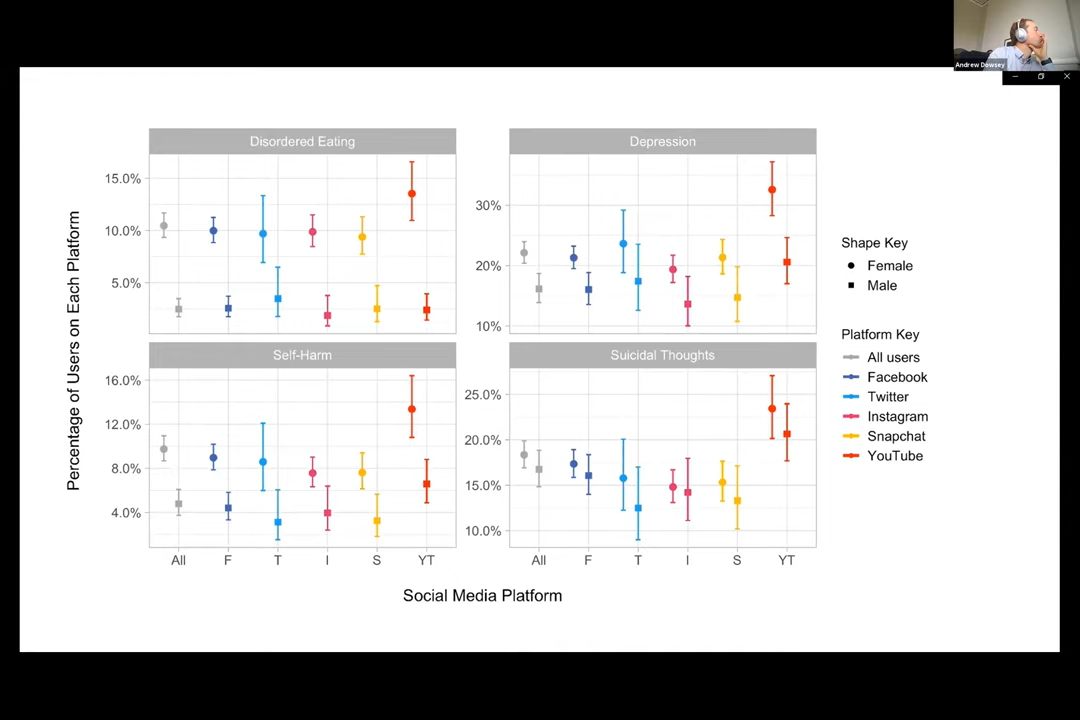 Andrew Dowsey
Disordered Eating
Depression
15.0%
10.0%
5.0%
30%
20%
10%
Self-Harm
Suicidal Thoughts
16.0%
12.0%
8.0%
4.0%
25.0%
20.0%
15.0%
10.0%
All F T I S YT
All F T I S YT
Percentage of Users on Each Platform
Social Media Platform
Shape Key
Female
Male
Platform Key
All users
Facebook
Twitter
Instagram
Snapchat
YouTube